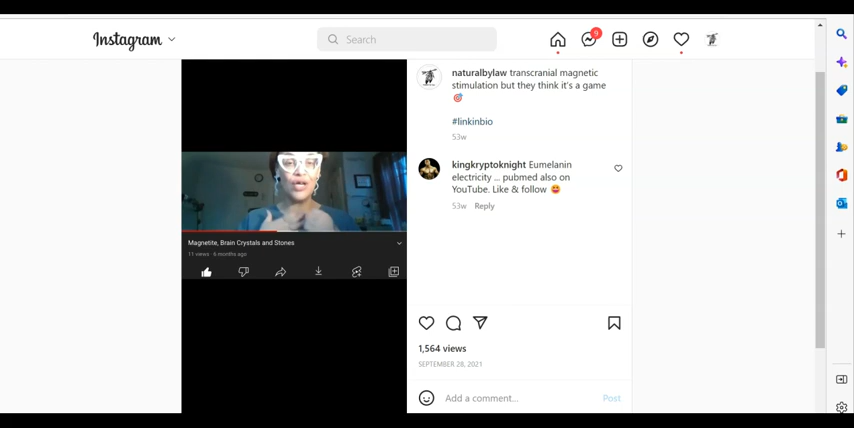 Instagram
Search
9
naturalbylaw transcranial magnetic
stimulation but they think it's a game
#linkinbio
53w
kingkryptoknight Eumelanin
electricity ... pubmed also on
YouTube. Like & follow 😀
53w Reply
Magnetite, Brain Crystals and Stones
11 views · 6 months ago
1,564 views
SEPTEMBER 28, 2021
Add a comment...
Post